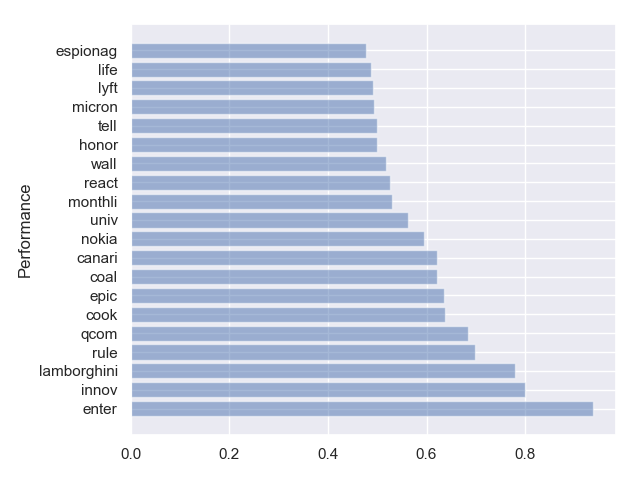 espionag
life
lyft
micron
tell
honor
wall
react
monthli
univ
nokia
canari
coal
epic
cook
qcom
rule
lamborghini
innov
enter
Performance
0.0 0.2 0.4 0.6 0.8